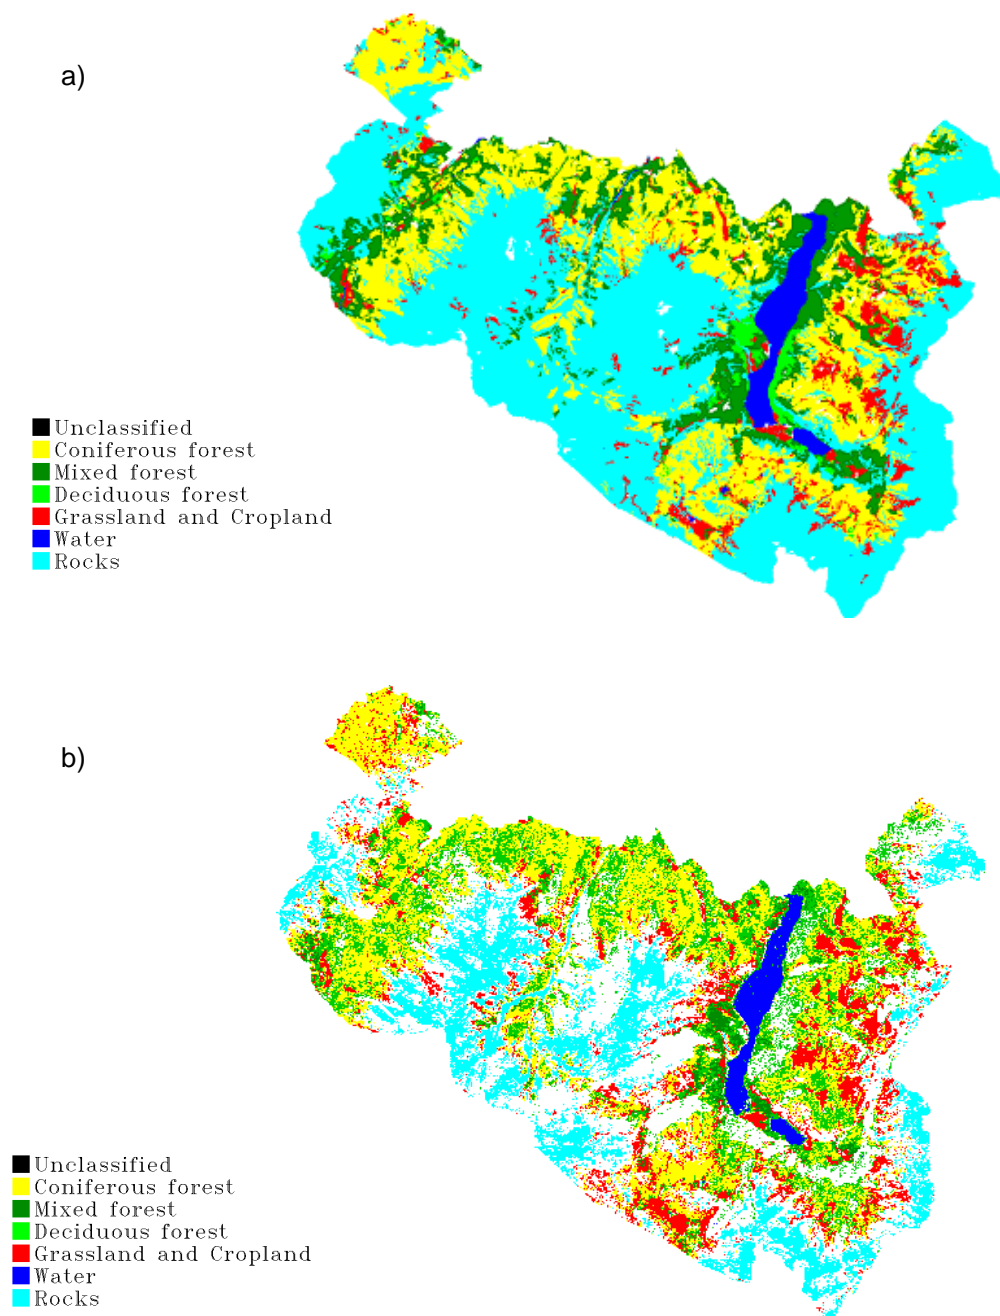 a)
Unclassified
Coniferous forest
Mixed forest
Deciduous forest
Grassland and Cropland
Water
Rocks
b)
Unclassified
Coniferous forest
Mixed forest
Deciduous forest
Grassland and Cropland
Water
Rocks